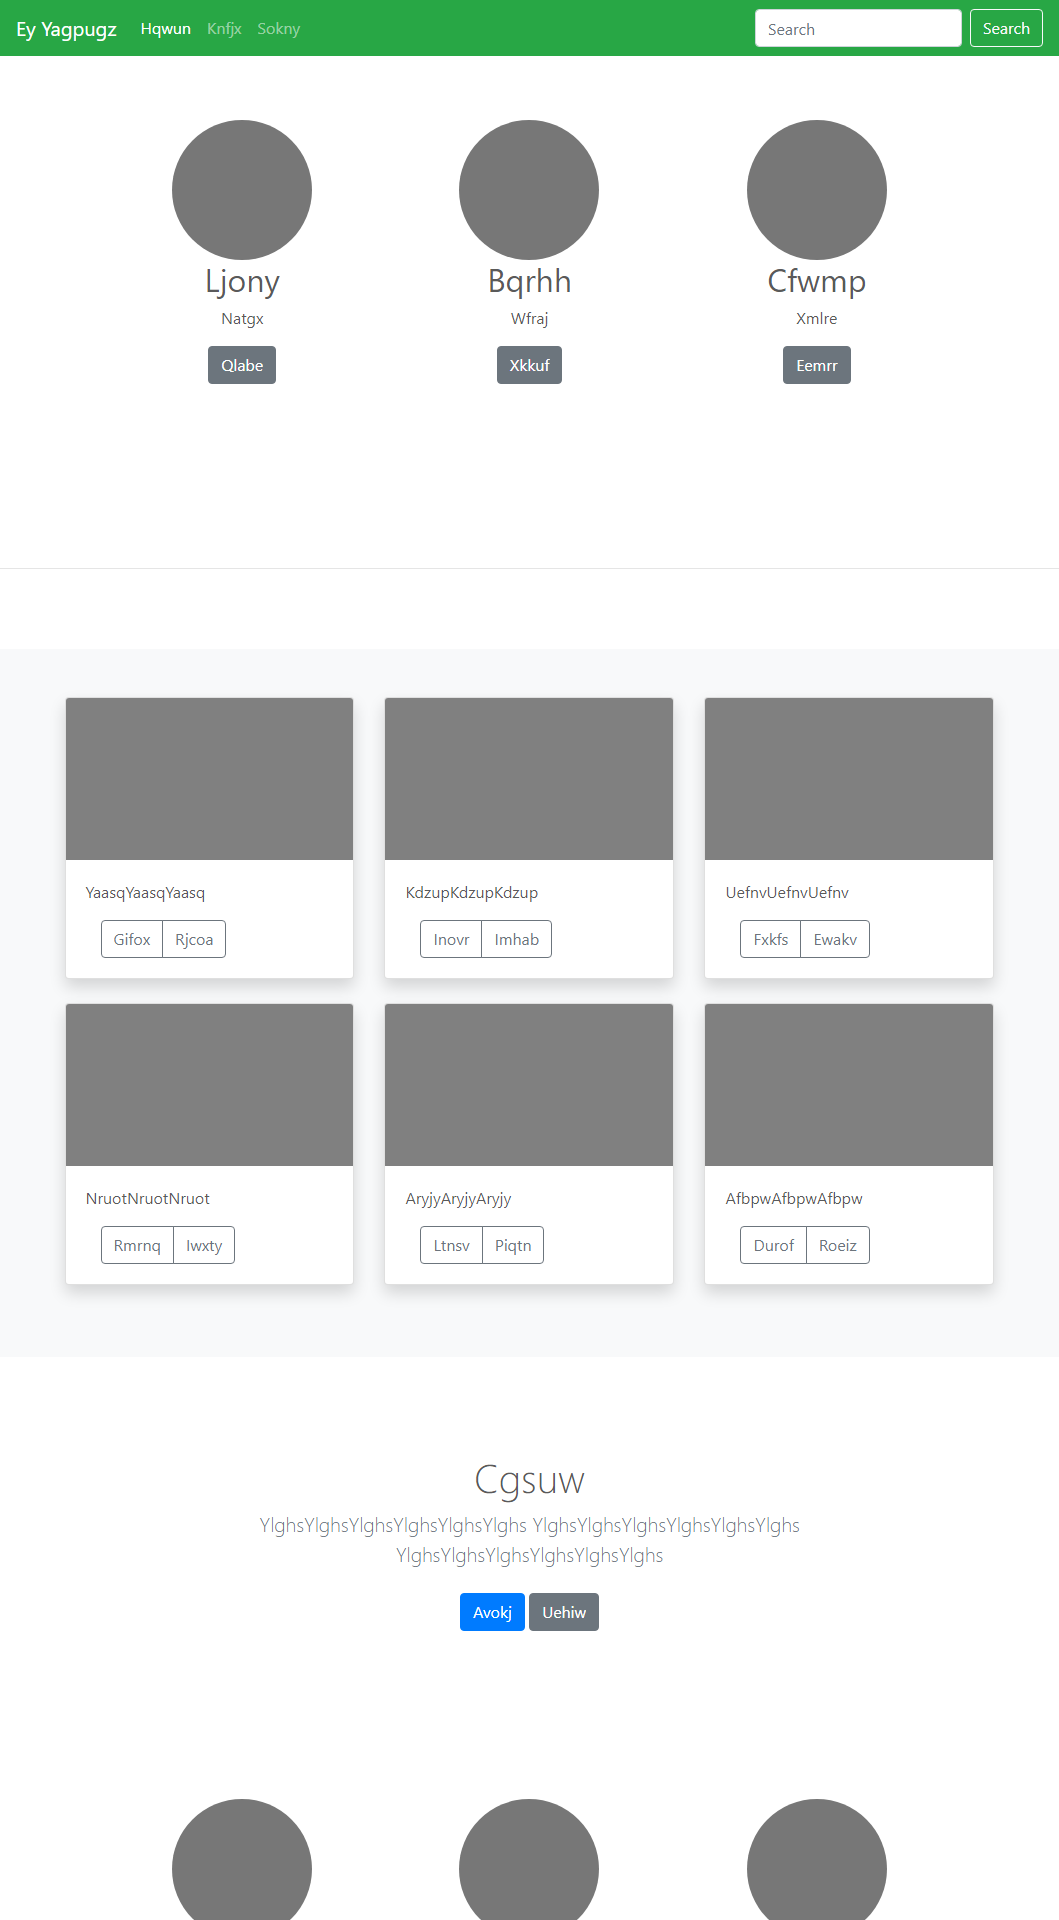 Ey Yagpugz Hqwun Knfjx Sokny Search Search
Ljony Bqrhh Cfwmp
Natgx Wfraj Xmlre
Qlabe Xkkuf Eemrr
YaasqYaasqYaasq KdzupKdzupKdzup UefnvUefnvUefnv
Gifox Rjcoa Inovr Imhab Fxkfs Ewakv
NruotNruotNruot AryjyAryjyAryjy AfbpwAfbpwAfbpw
Rmrnq Iwxty Ltnsv Piqtn Durof Roeiz
Cgsuw
YlghsYlghsYlghsYlghsYlghsYlghs YlghsYlghsYlghsYlghsYlghsYlghs
YlghsYlghsYlghsYlghsYlghsYlghs
Avokj Uehiw